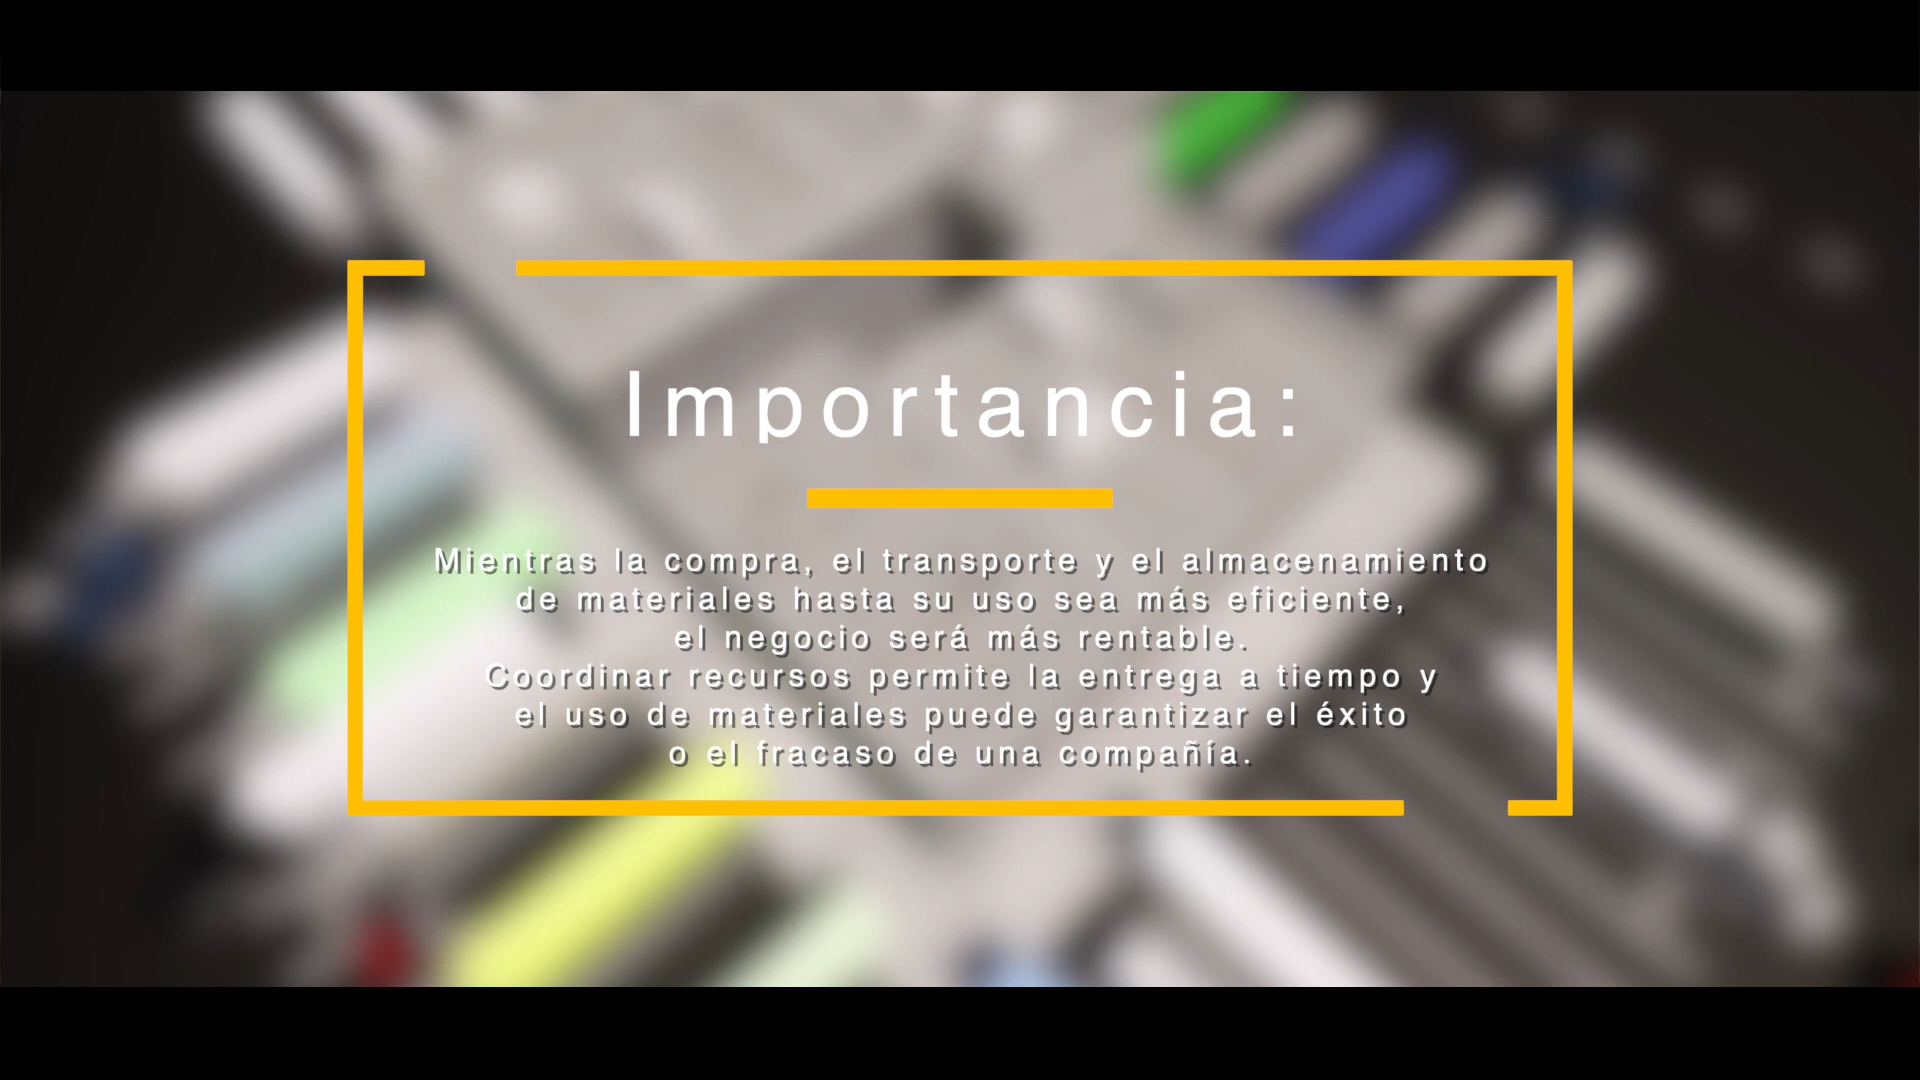 Importancia:
Mientras la compra, el transporte y el almacenamiento
de materiales hasta su uso sea más eficiente,
el negocio será más rentable.
Coordinar recursos permite la entrega a tiempo y
el uso de materiales puede garantizar el éxito
o el fracaso de una compañía.